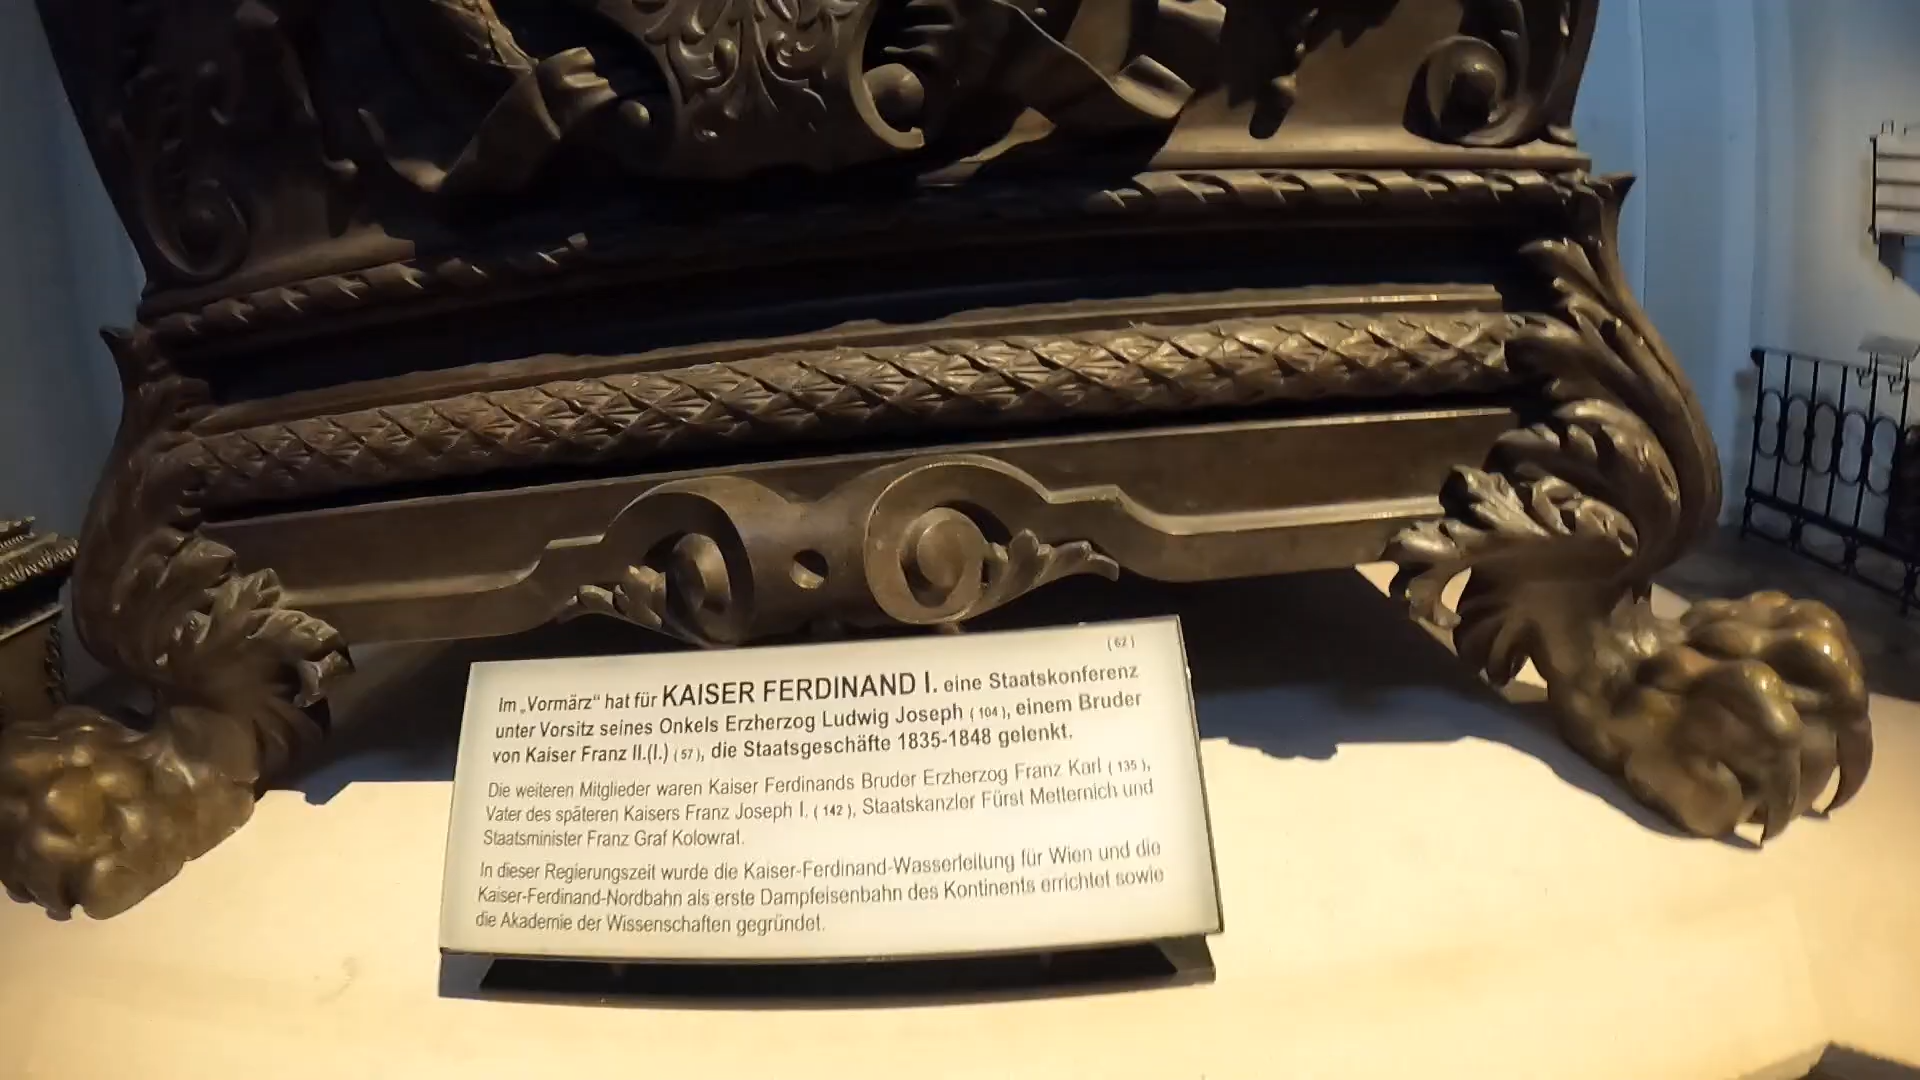 ( 62 )
Im „Vormärz“ hat für KAISER FERDINAND I. eine Staatskonferenz
unter Vorsitz seines Onkels Erzherzog Ludwig Joseph ( 104 ), einem Bruder
von Kaiser Franz II.(I.) ( 57 ), die Staatsgeschäfte 1835-1848 gelenkt.
Die weiteren Mitglieder waren Kaiser Ferdinands Bruder Erzherzog Franz Karl ( 135 ),
Vater des späteren Kaisers Franz Joseph I. ( 142 ), Staatskanzler Fürst Metternich und
Staatsminister Franz Graf Kolowrat.
In dieser Regierungszeit wurde die Kaiser-Ferdinand-Wasserleitung für Wien und die
Kaiser-Ferdinand-Nordbahn als erste Dampfeisenbahn des Kontinents errichtet sowie
die Akademie der Wissenschaften gegründet.